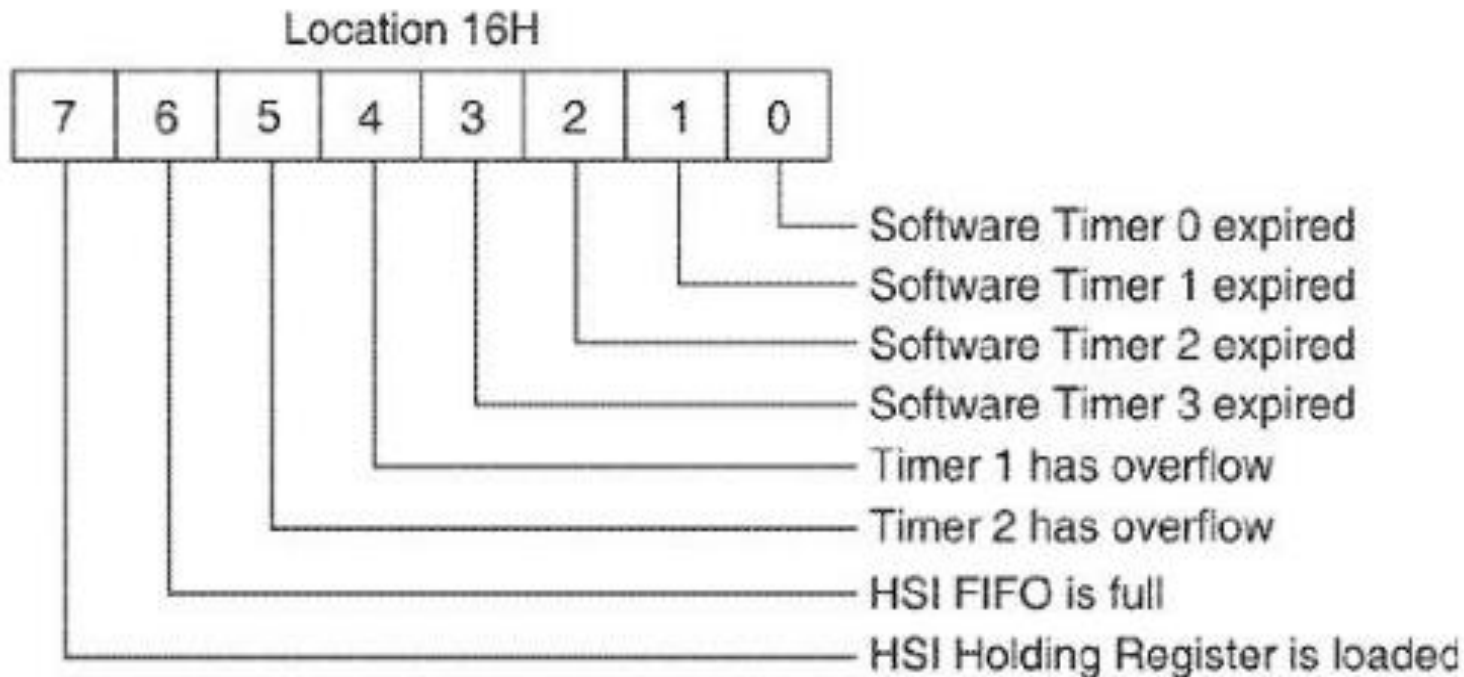 Location 16H
7 6 5 4 3 2 1 0
Software Timer 0 expired
Software Timer 1 expired
Software Timer 2 expired
Software Timer 3 expired
Timer 1 has overflow
Timer 2 has overflow
HSI FIFO is full
HSI Holding Register is loaded